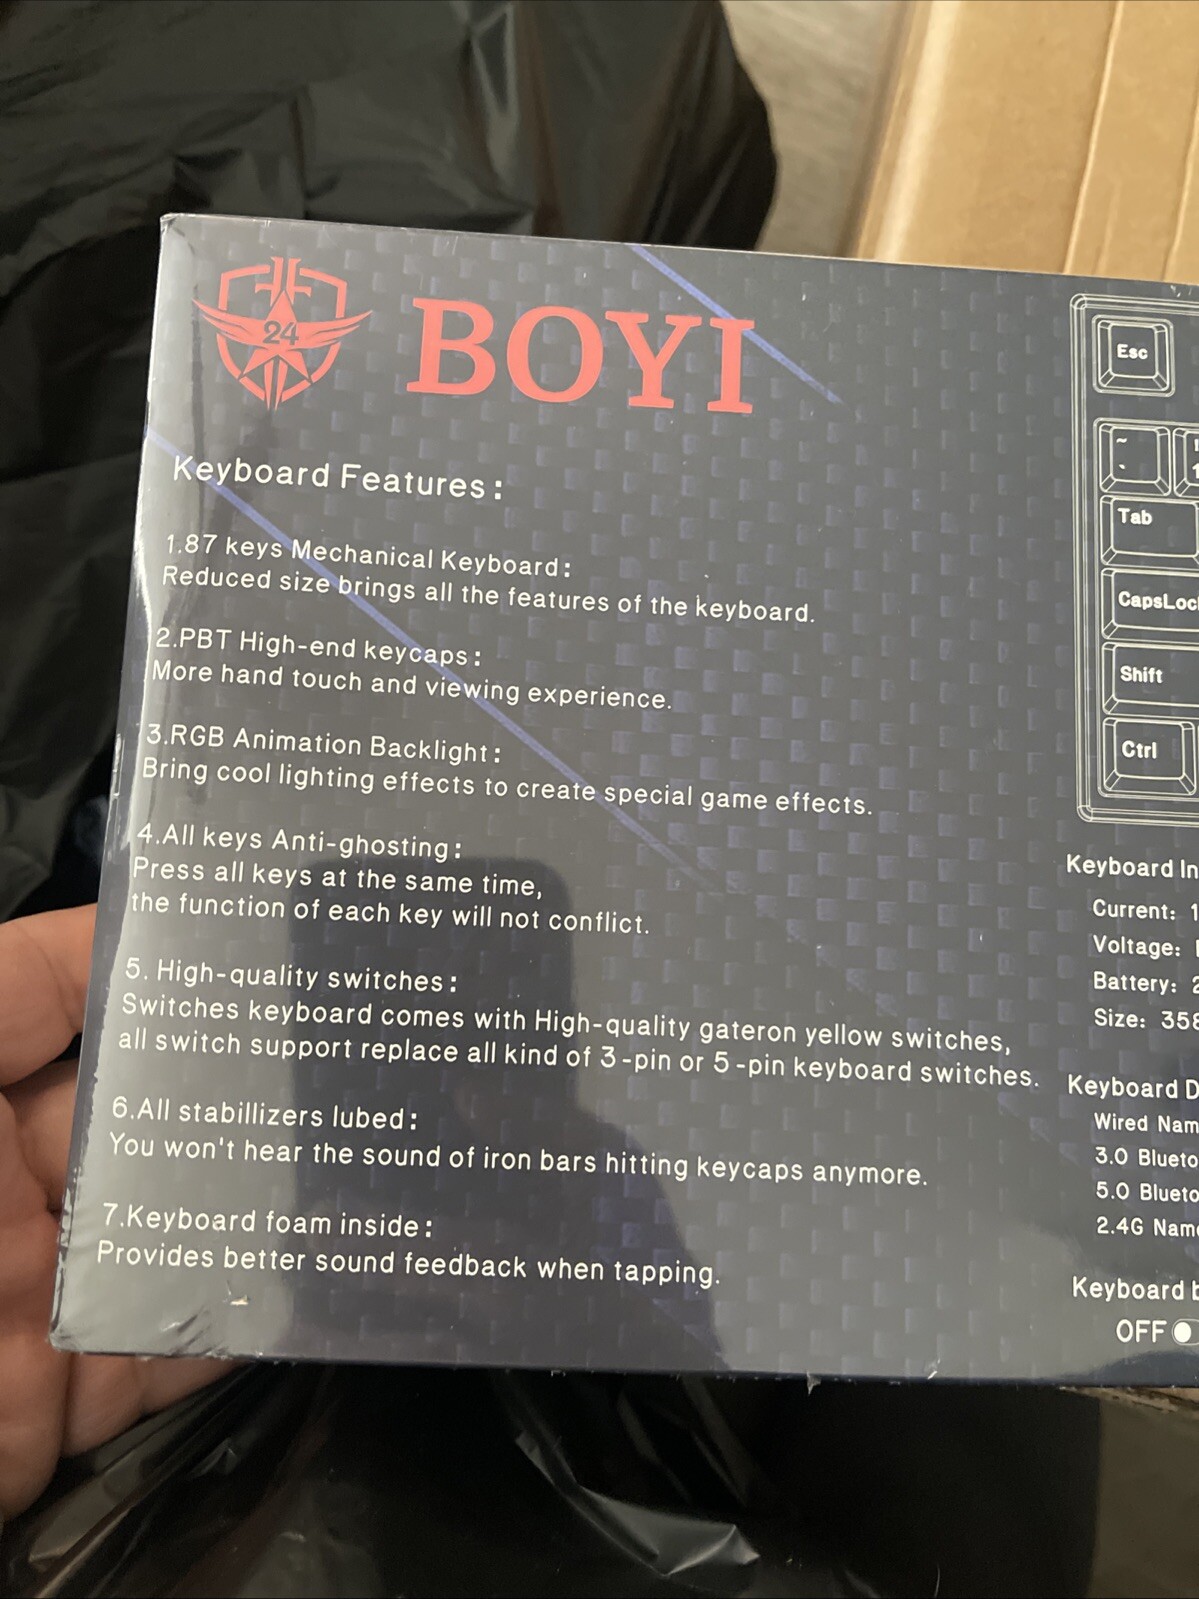 24
BOYI
Keyboard Features:
1.87 keys Mechanical Keyboard:
Reduced size brings all the features of the keyboard.
2.PBT High-end keycaps:
More hand touch and viewing experience.
3.RGB Animation Backlight:
Bring cool lighting effects to create special game effects.
4.All keys Anti-ghosting:
Press all keys at the same time,
the function of each key will not conflict.
5. High-quality switches:
Switches keyboard comes with High-quality gateron yellow switches,
all switch support replace all kind of 3-pin or 5-pin keyboard switches.
6.All stabillizers lubed:
You won't hear the sound of iron bars hitting keycaps anymore.
7.Keyboard foam inside:
Provides better sound feedback when tapping.
Esc
~
Tab
CapsLoc
Shift
Ctrl
Keyboard In
Current: 1
Voltage:
Battery: 2
Size: 358
Keyboard D
Wired Nam
3.0 Blueto
5.0 Blueto
2.4G Nam
Keyboard
OFF